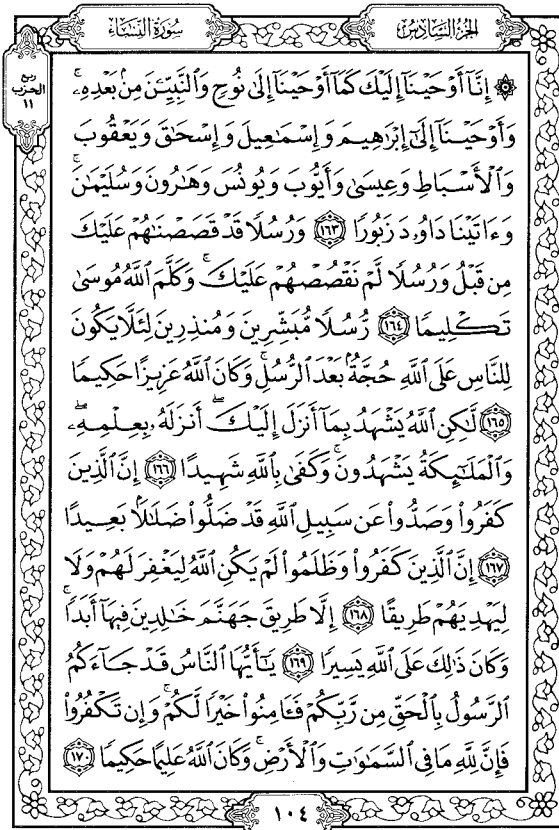 الجزء السادس
سورة النساء
ربع
الحزب
١١
۞ إِنَّآ أَوۡحَيۡنَآ إِلَيۡكَ كَمَآ أَوۡحَيۡنَآ إِلَىٰ نُوحٖ وَٱلنَّبِيِّـۧنَ مِنۢ بَعۡدِهِۦۚ
وَأَوۡحَيۡنَآ إِلَىٰٓ إِبۡرَٰهِيمَ وَإِسۡمَٰعِيلَ وَإِسۡحَٰقَ وَيَعۡقُوبَ
وَٱلۡأَسۡبَاطِ وَعِيسَىٰ وَأَيُّوبَ وَيُونُسَ وَهَٰرُونَ وَسُلَيۡمَٰنَۚ
وَءَاتَيۡنَا دَاوُۥدَ زَبُورٗا ١٦٣ وَرُسُلٗا قَدۡ قَصَصۡنَٰهُمۡ عَلَيۡكَ
مِن قَبۡلُ وَرُسُلٗا لَّمۡ نَقۡصُصۡهُمۡ عَلَيۡكَۚ وَكَلَّمَ ٱللَّهُ مُوسَىٰ
تَكۡلِيمٗا ١٦٤ رُّسُلٗا مُّبَشِّرِينَ وَمُنذِرِينَ لِئَلَّا يَكُونَ
لِلنَّاسِ عَلَى ٱللَّهِ حُجَّةُۢ بَعۡدَ ٱلرُّسُلِۚ وَكَانَ ٱللَّهُ عَزِيزًا حَكِيمٗا
١٦٥ لَّٰكِنِ ٱللَّهُ يَشۡهَدُ بِمَآ أَنزَلَ إِلَيۡكَۖ أَنزَلَهُۥ بِعِلۡمِهِۦۖ
وَٱلۡمَلَٰٓئِكَةُ يَشۡهَدُونَۚ وَكَفَىٰ بِٱللَّهِ شَهِيدًا ١٦٦ إِنَّ ٱلَّذِينَ
كَفَرُواْ وَصَدُّواْ عَن سَبِيلِ ٱللَّهِ قَدۡ ضَلُّواْ ضَلَٰلَۢا بَعِيدًا
١٦٧ إِنَّ ٱلَّذِينَ كَفَرُواْ وَظَلَمُواْ لَمۡ يَكُنِ ٱللَّهُ لِيَغۡفِرَ لَهُمۡ وَلَا
لِيَهۡدِيَهُمۡ طَرِيقًا ١٦٨ إِلَّا طَرِيقَ جَهَنَّمَ خَٰلِدِينَ فِيهَآ أَبَدٗاۚ
وَكَانَ ذَٰلِكَ عَلَى ٱللَّهِ يَسِيرٗا ١٦٩ يَٰٓأَيُّهَا ٱلنَّاسُ قَدۡ جَآءَكُمُ
ٱلرَّسُولُ بِٱلۡحَقِّ مِن رَّبِّكُمۡ فَـَٔامِنُواْ خَيۡرٗا لَّكُمۡۚ وَإِن تَكۡفُرُواْ
فَإِنَّ لِلَّهِ مَا فِي ٱلسَّمَٰوَٰتِ وَٱلۡأَرۡضِۚ وَكَانَ ٱللَّهُ عَلِيمًا حَكِيمٗا ١٧٠
١٠٤